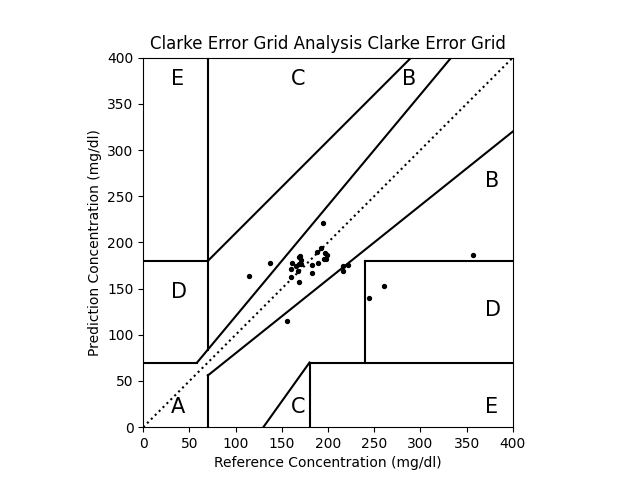 Clarke Error Grid Analysis Clarke Error Grid
Prediction Concentration (mg/dl)
400
350
300
250
200
150
100
50
0
E
C
B
B
D
D
A
C
E
0 50 100 150 200 250 300 350 400
Reference Concentration (mg/dl)